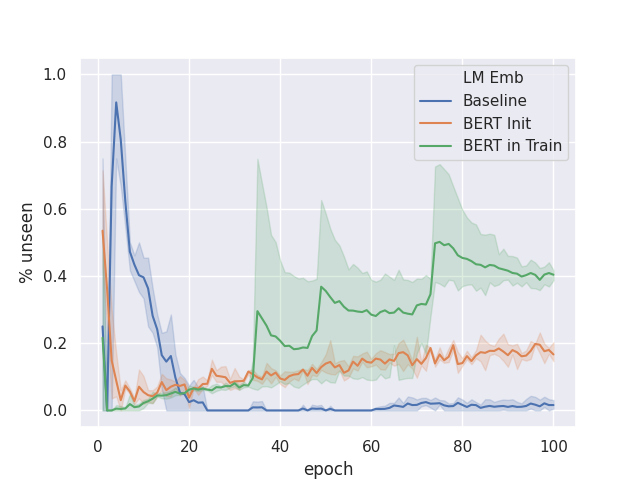 LM Emb
Baseline
BERT Init
BERT in Train
% unseen
1.0
0.8
0.6
0.4
0.2
0.0
0 20 40 60 80 100
epoch